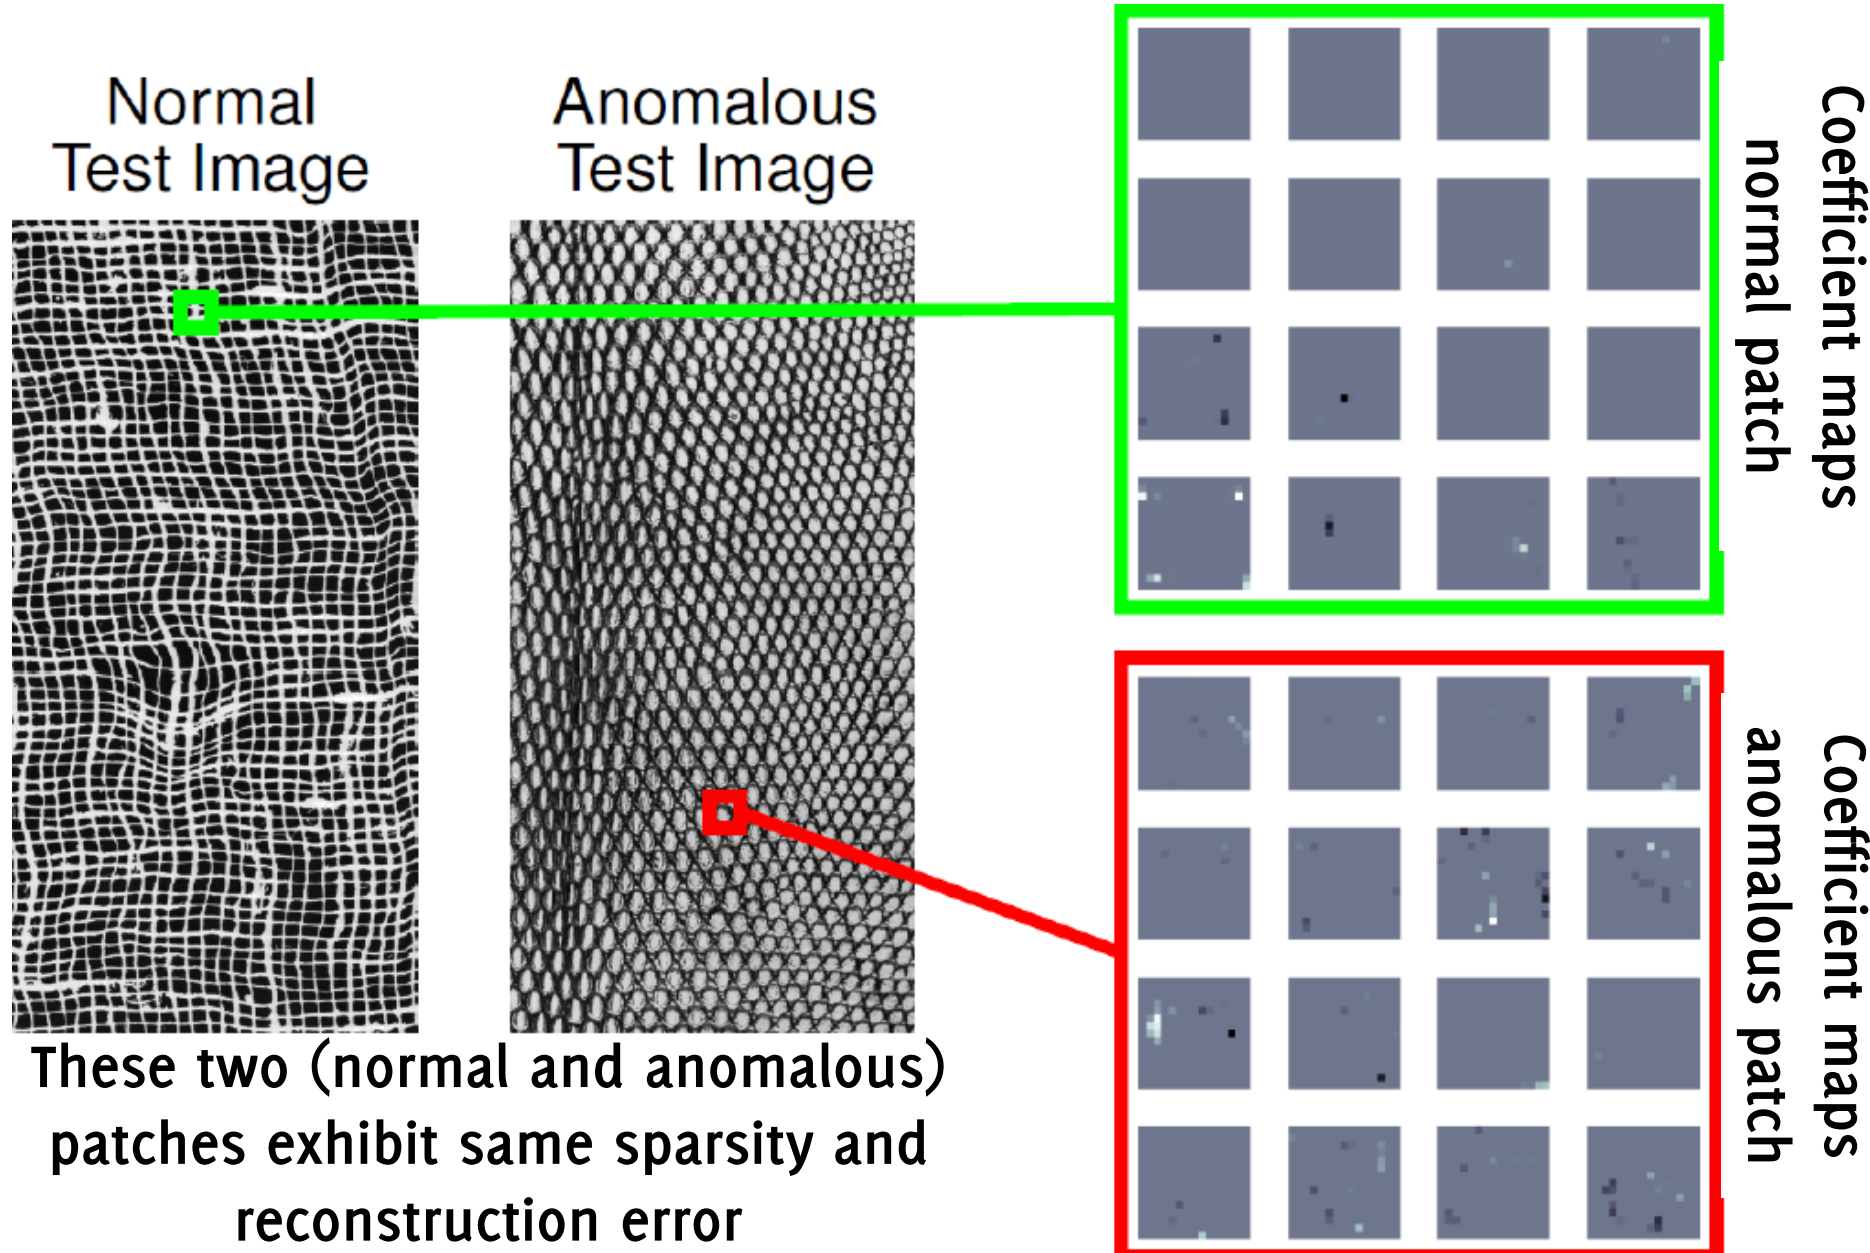 Normal
Test Image
Anomalous
Test Image
Coefficient maps
normal patch
Coefficient maps
anomalous patch
These two (normal and anomalous)
patches exhibit same sparsity and
reconstruction error